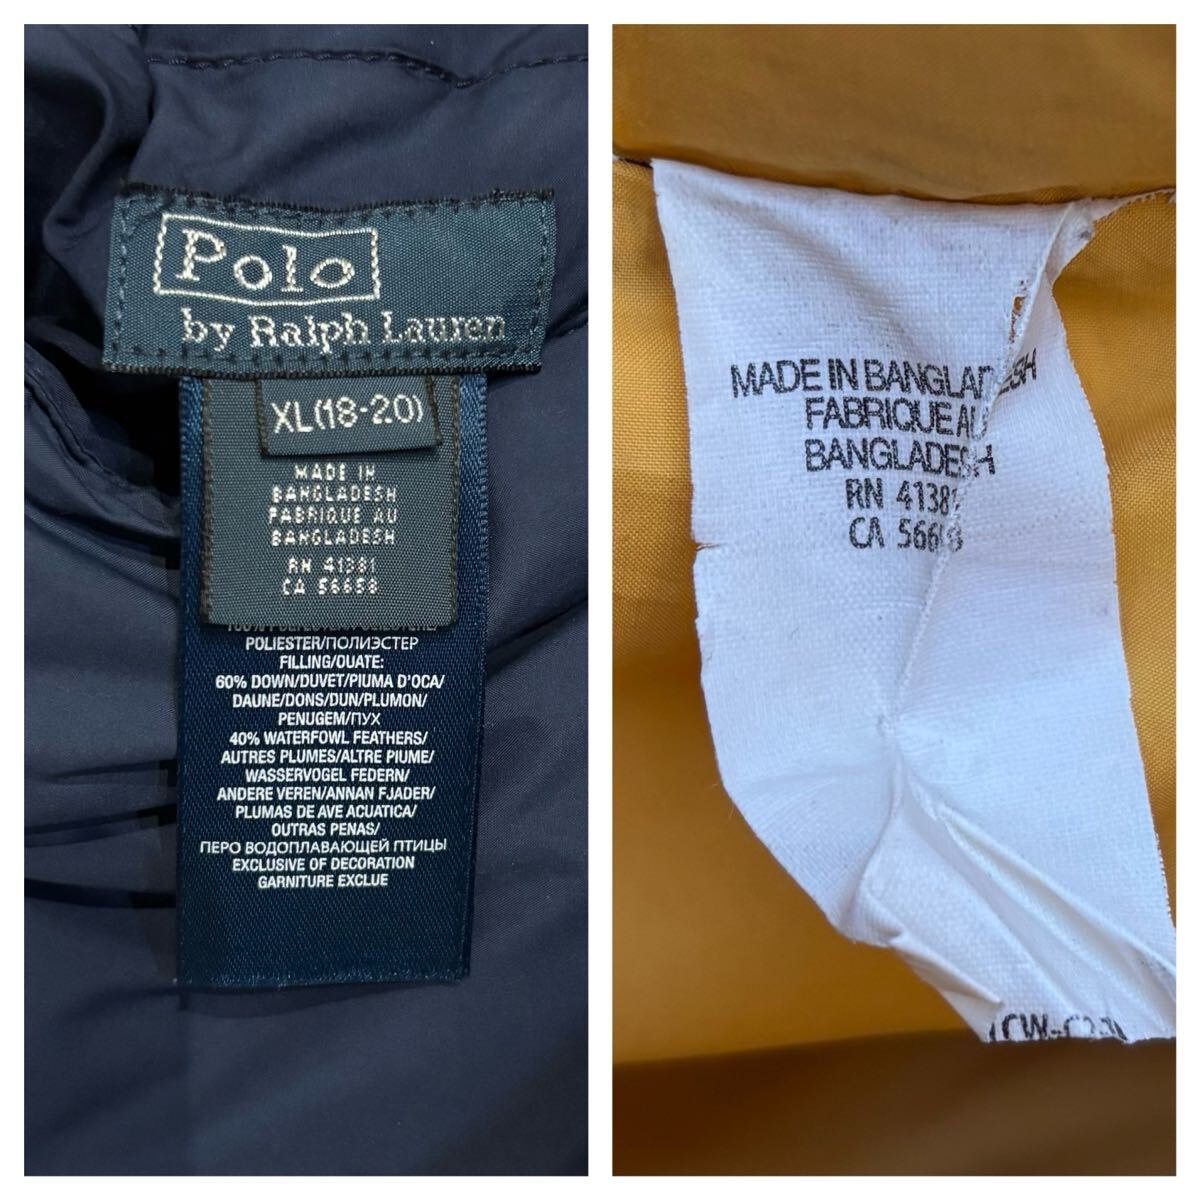 Polo
by Ralph Lauren
XL(18-20)
MADE IN
BANGLADESH
FABRIQUE AU
BANGLADESH
RN 41381
CA 56658
POLIESTER/ПОЛИЭСТЕР
FILLING/OUATE:
60% DOWN/DUVET/PIUMA D'OCA/
DAUNE/DONS/DUN/PLUMON/
PENUGEM/ПУХ
40% WATERFOWL FEATHERS/
AUTRES PLUMES/ALTRE PIUME/
WASSERVOGEL FEDERN/
ANDERE VEREN/ANNAN FJADER/
PLUMAS DE AVE ACUATICA/
OUTRAS PENAS/
ПЕРО ВОДОПЛАВАЮЩЕЙ ПТИЦЫ
EXCLUSIVE OF DECORATION
GARNITURE EXCLUE
MADE IN BANGLADESH
FABRIQUE AU
BANGLADESH
RN 41381
CA